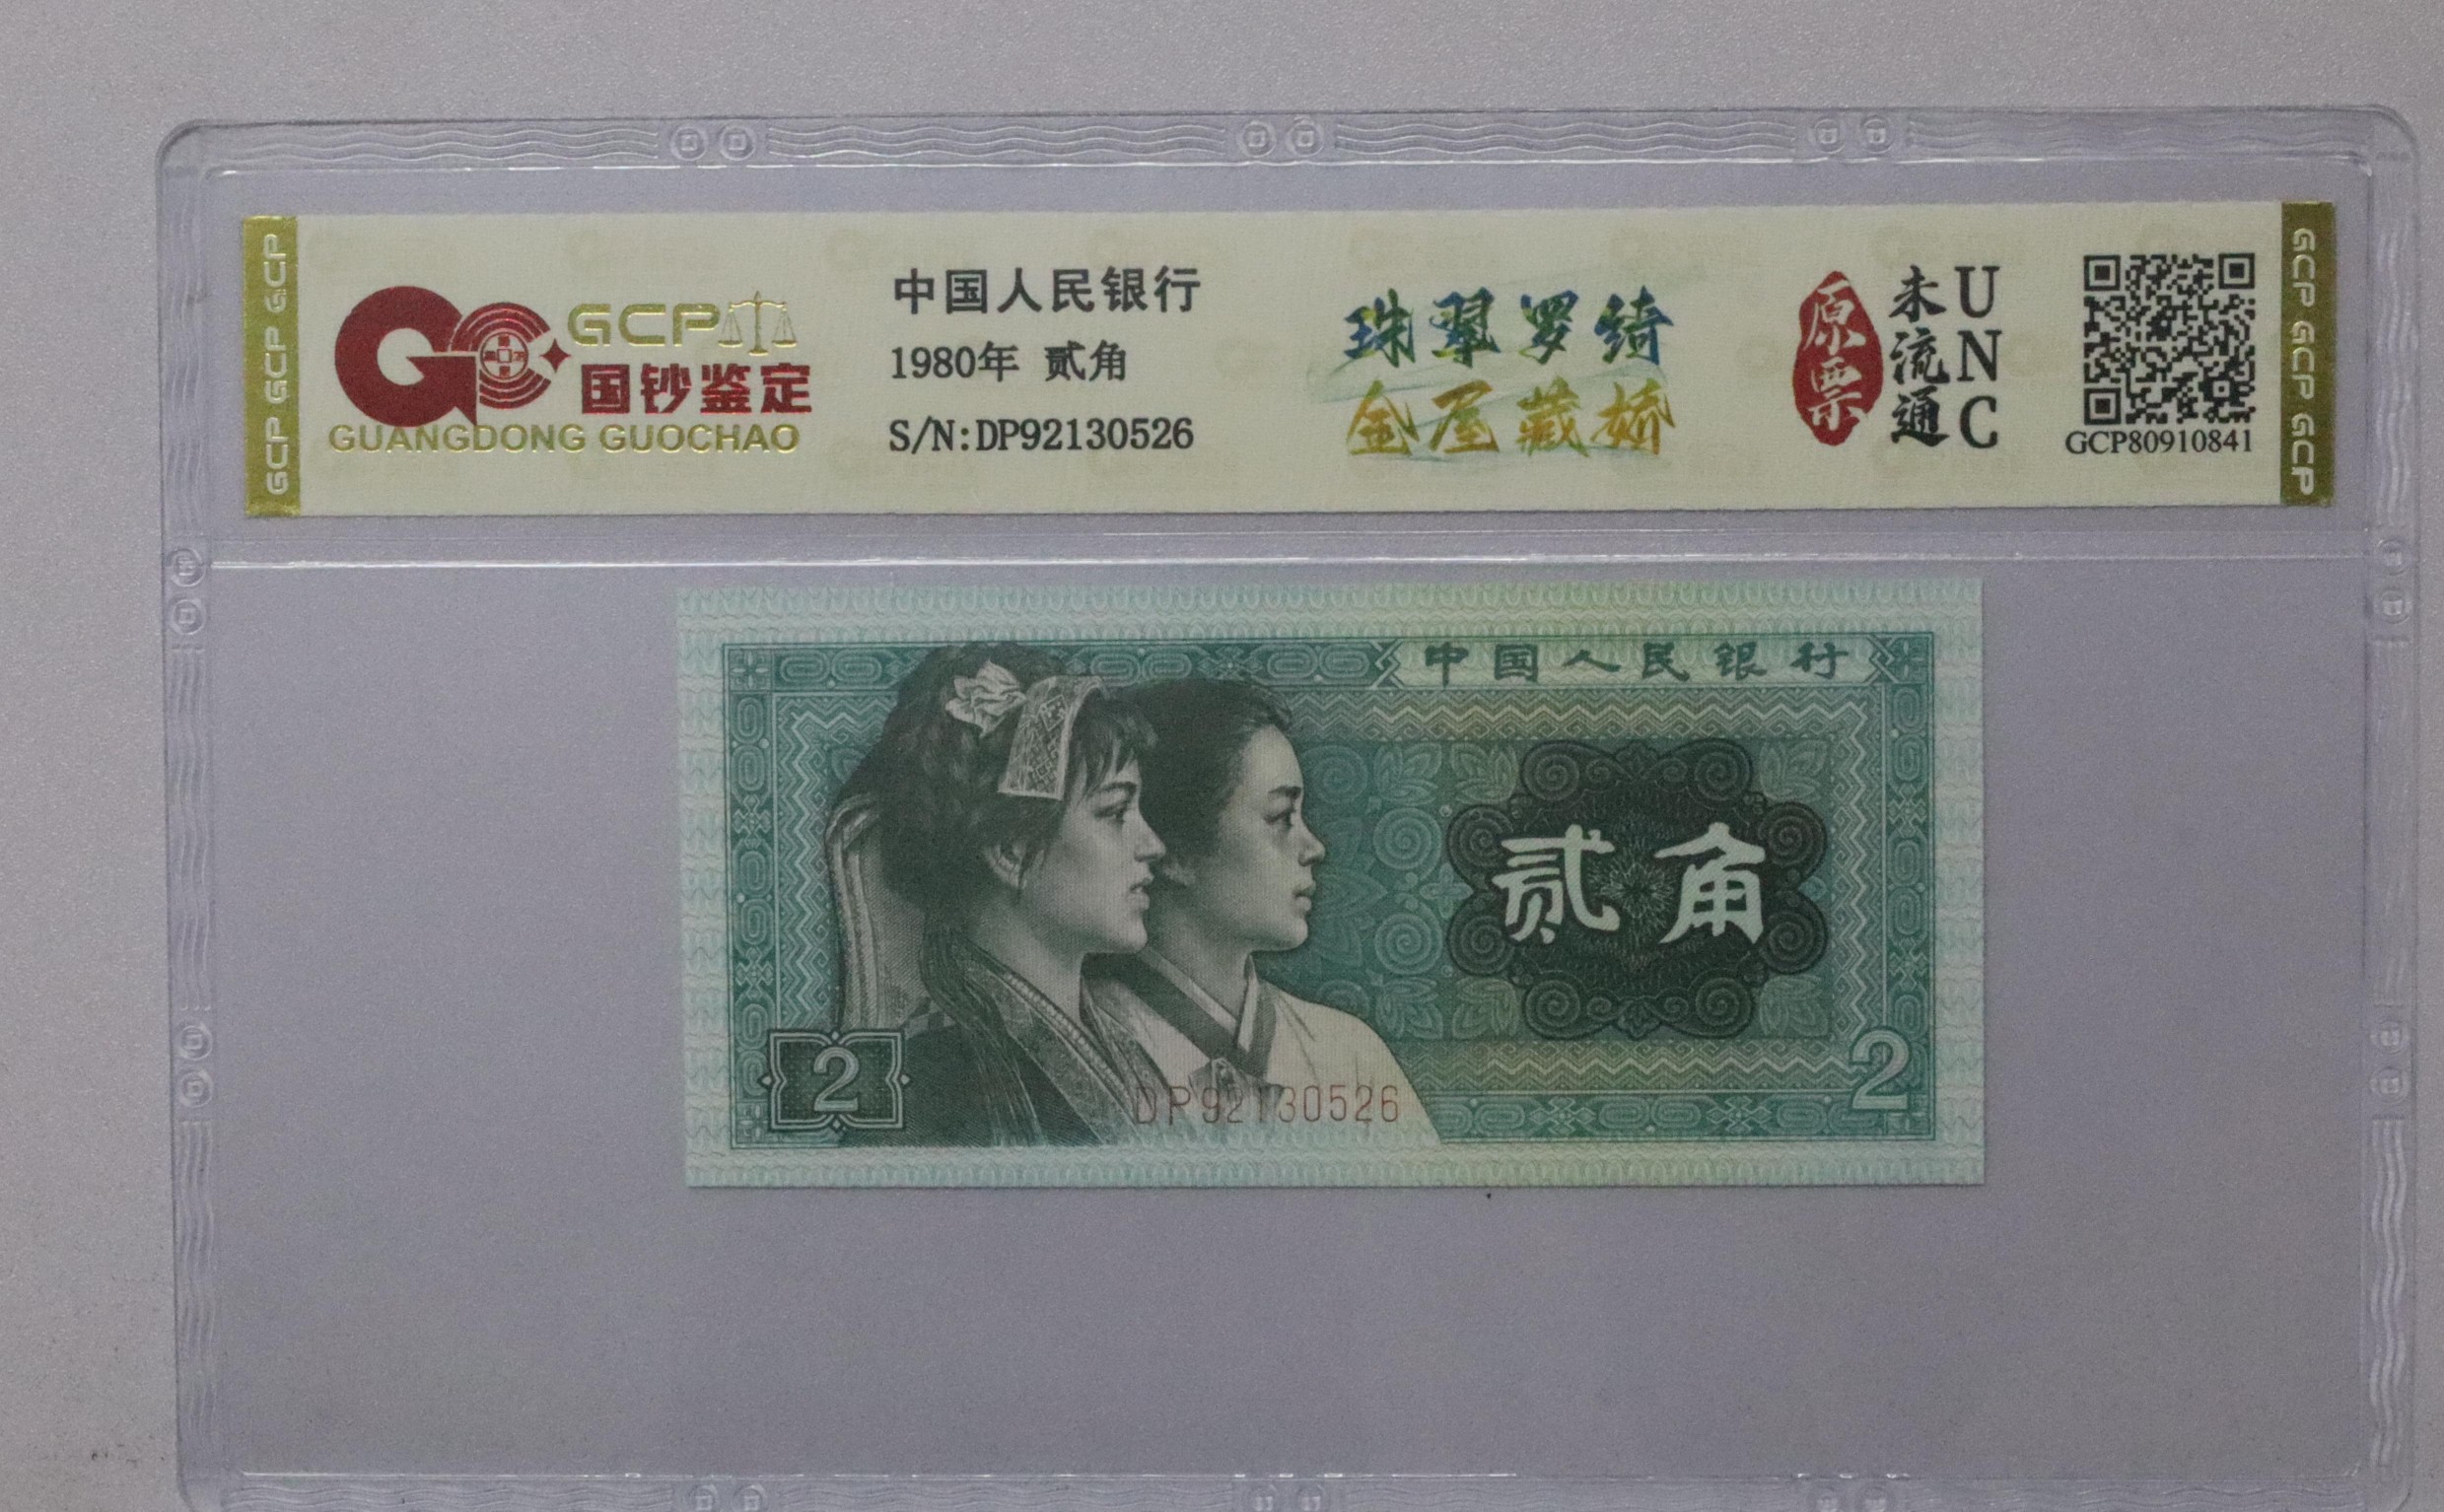 GCP GCP GCP
GCP
国钞鉴定
GUANGDONG GUOCHAO
中国人民银行
1980年 贰角
S/N:DP92130526
珠翠罗绮
金屋藏娇
原票
未流通
UNC
GCP80910841
GCP GCP GCP
中国人民银行
贰角
2
DP92130526
2